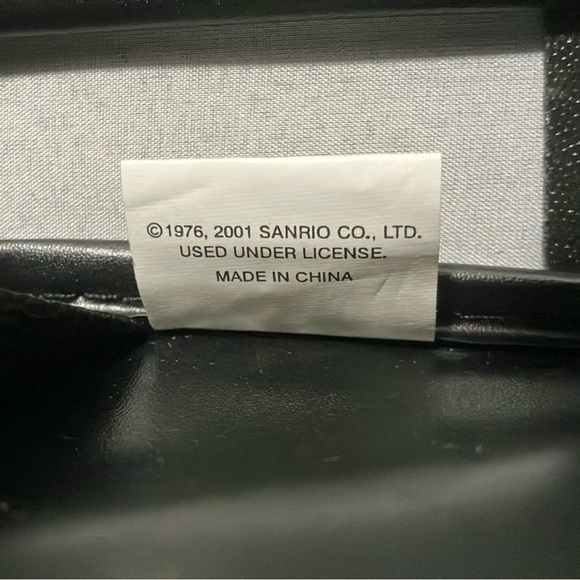 ©1976, 2001 SANRIO CO., LTD.
USED UNDER LICENSE.
MADE IN CHINA